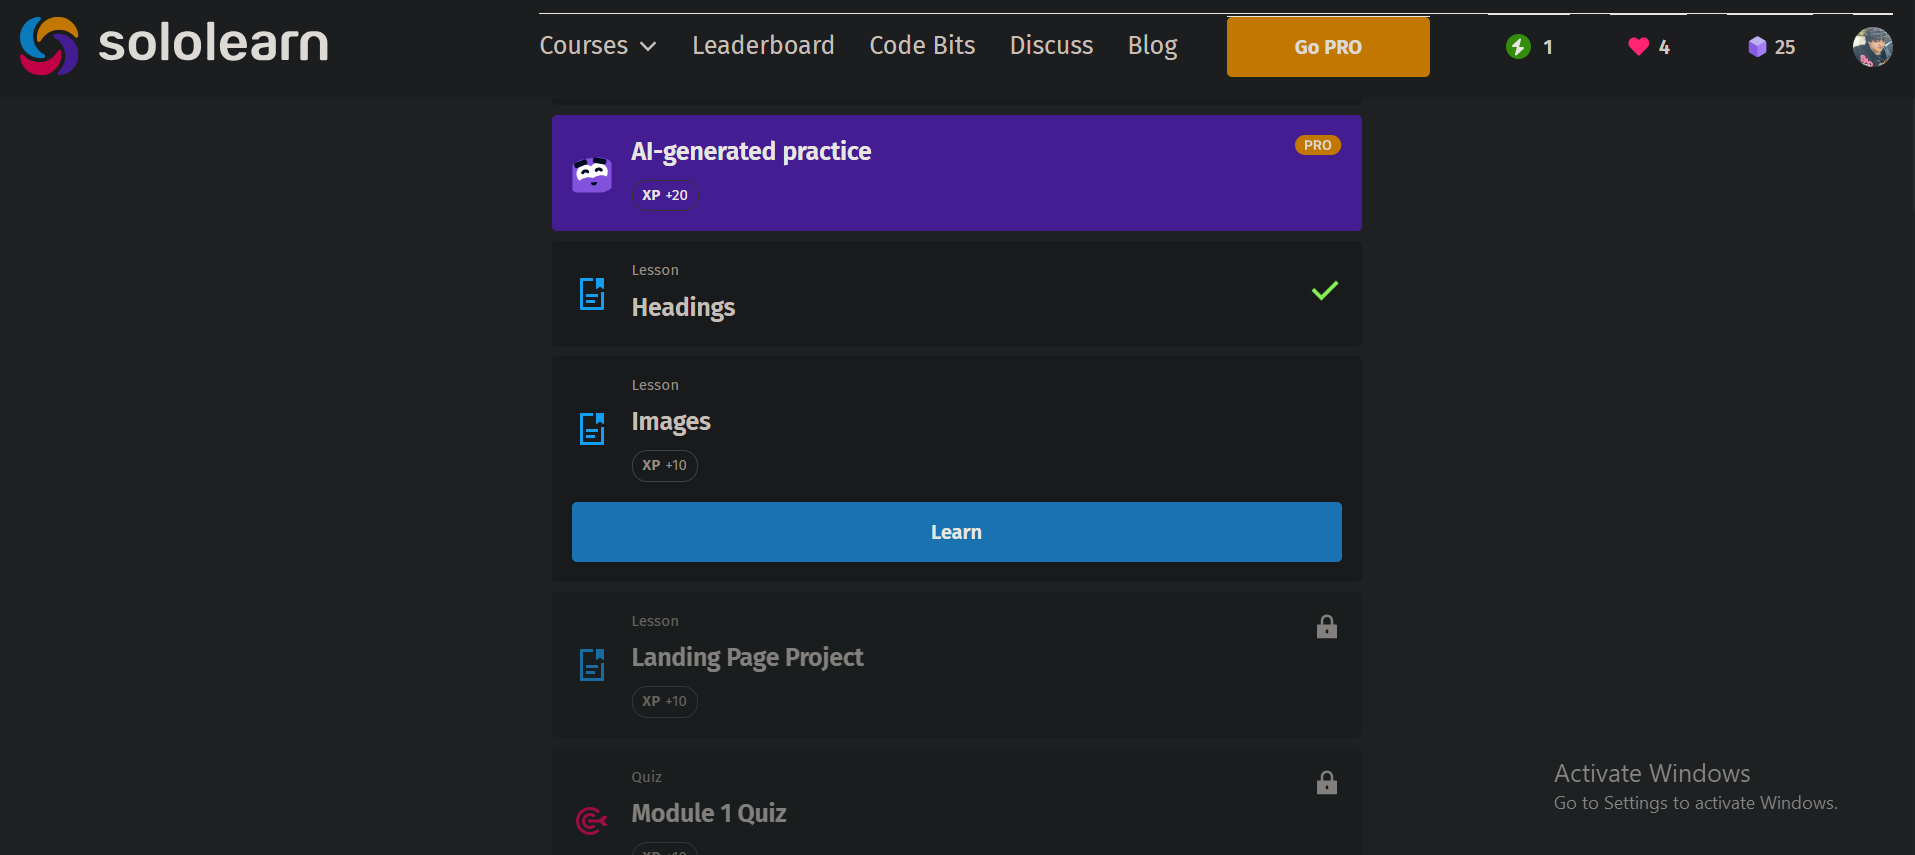 sololearn
Courses Leaderboard Code Bits Discuss Blog Go PRO 1 4 25
AI-generated practice PRO
XP +20
Lesson
Headings
Lesson
Images
XP +10
Learn
Lesson
Landing Page Project
XP +10
Quiz
Module 1 Quiz
XP +10
Activate Windows
Go to Settings to activate Windows.